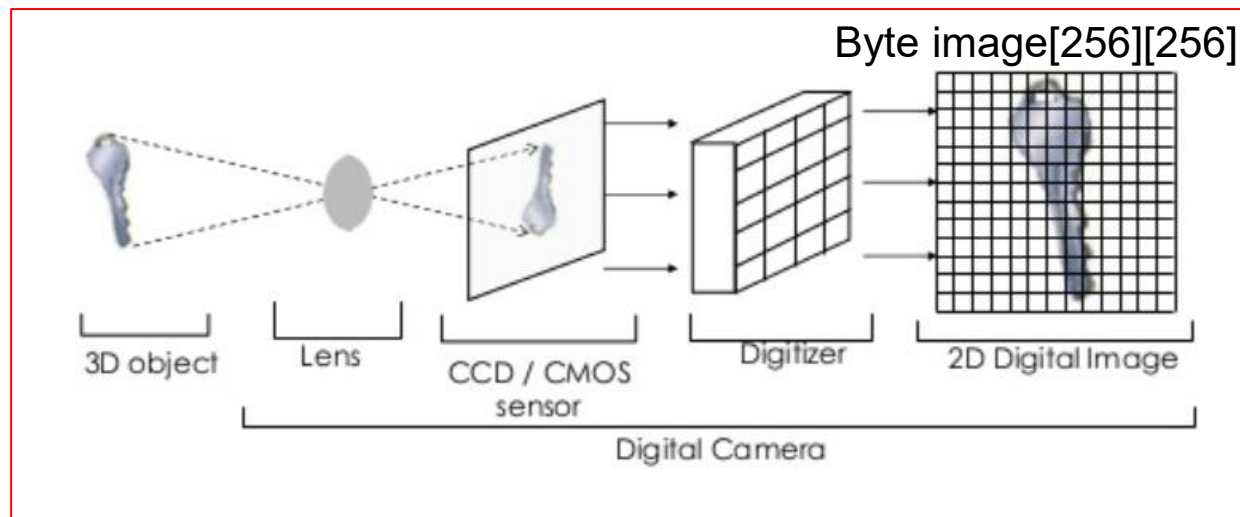 Byte image[256][256]
3D object
Lens
CCD / CMOS
sensor
Digitizer
2D Digital Image
Digital Camera